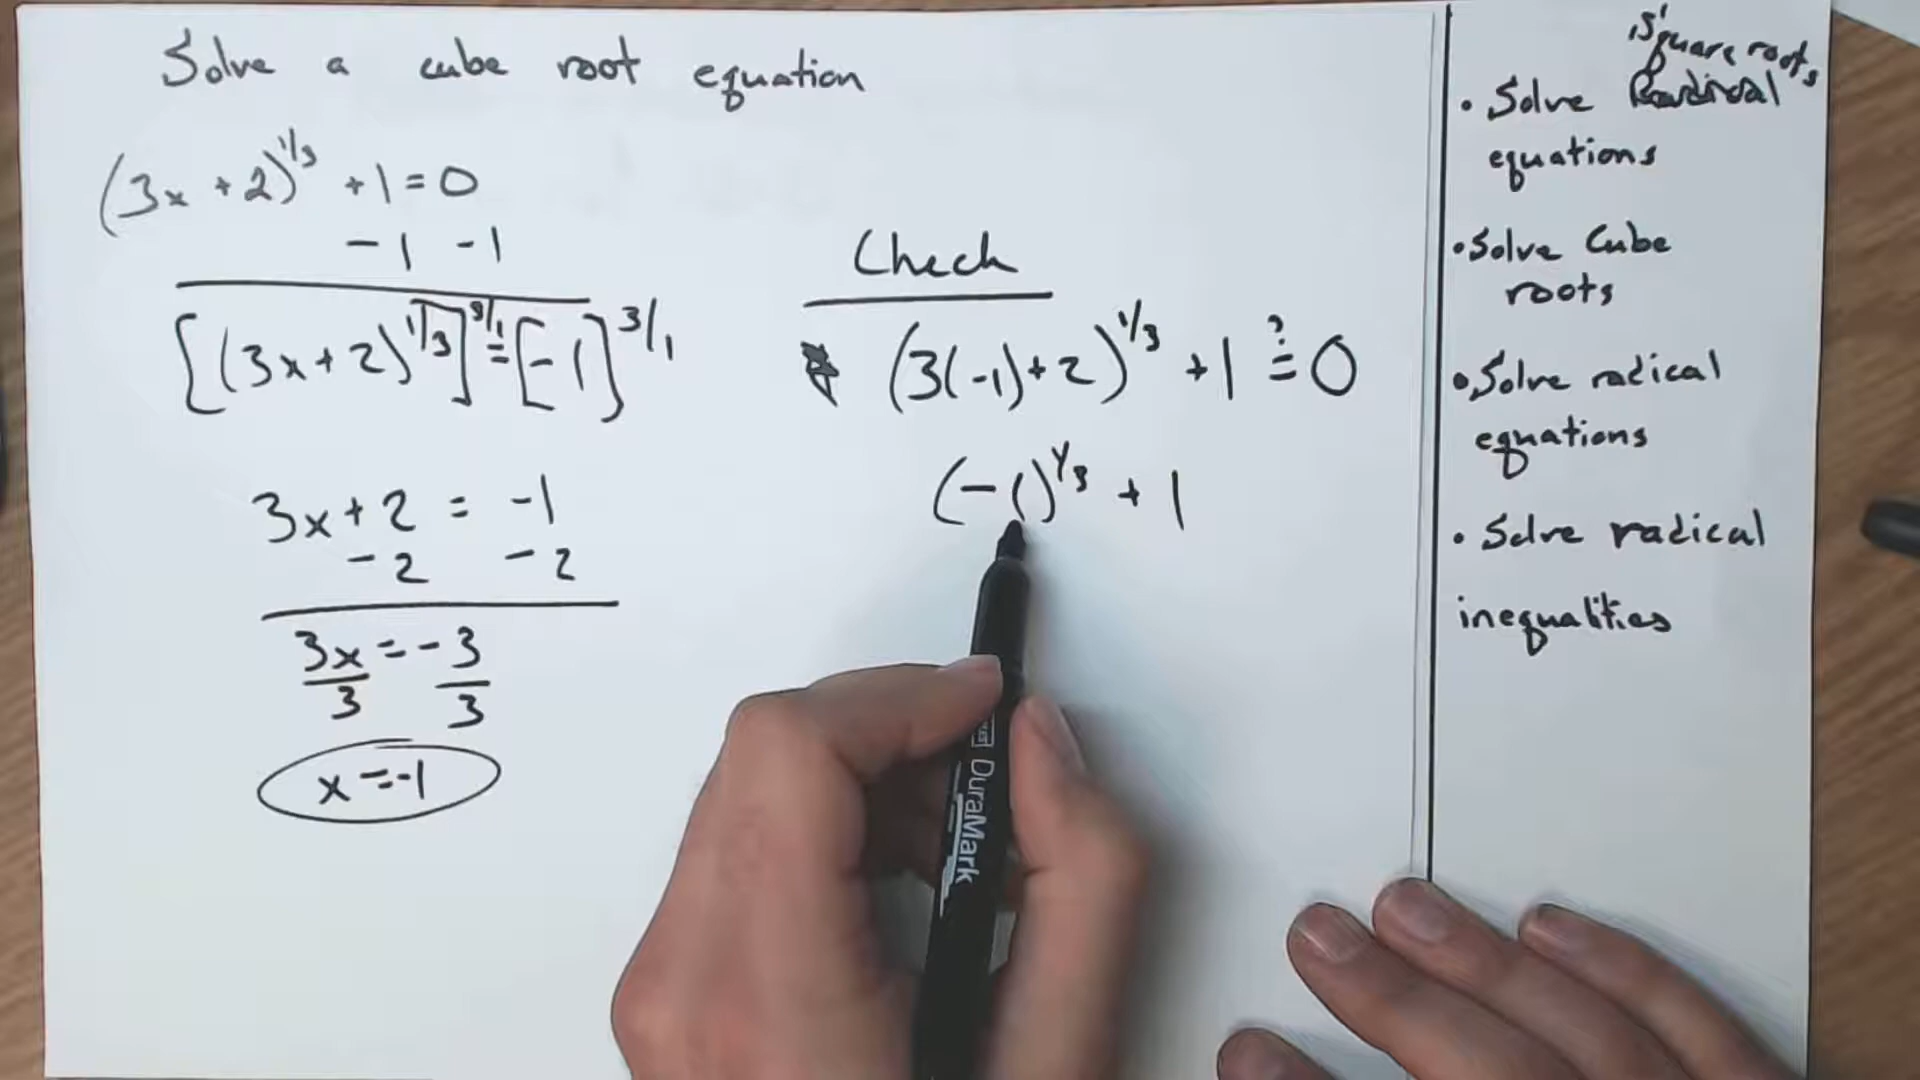 Solve a cube root equation
(3x + 2)^1/3 + 1 = 0
- 1 - 1
[(3x + 2)^1/3]^3/1 = [-1]^3/1
3x + 2 = -1
- 2 - 2
3x = -3
3 3
x = -1
Check
(3(-1) + 2)^1/3 + 1 ?= 0
(-1)^1/3 + 1
DuraMark
Square roots
• Solve Radical
equations
• Solve Cube
roots
• Solve radical
equations
• Solve radical
inequalities